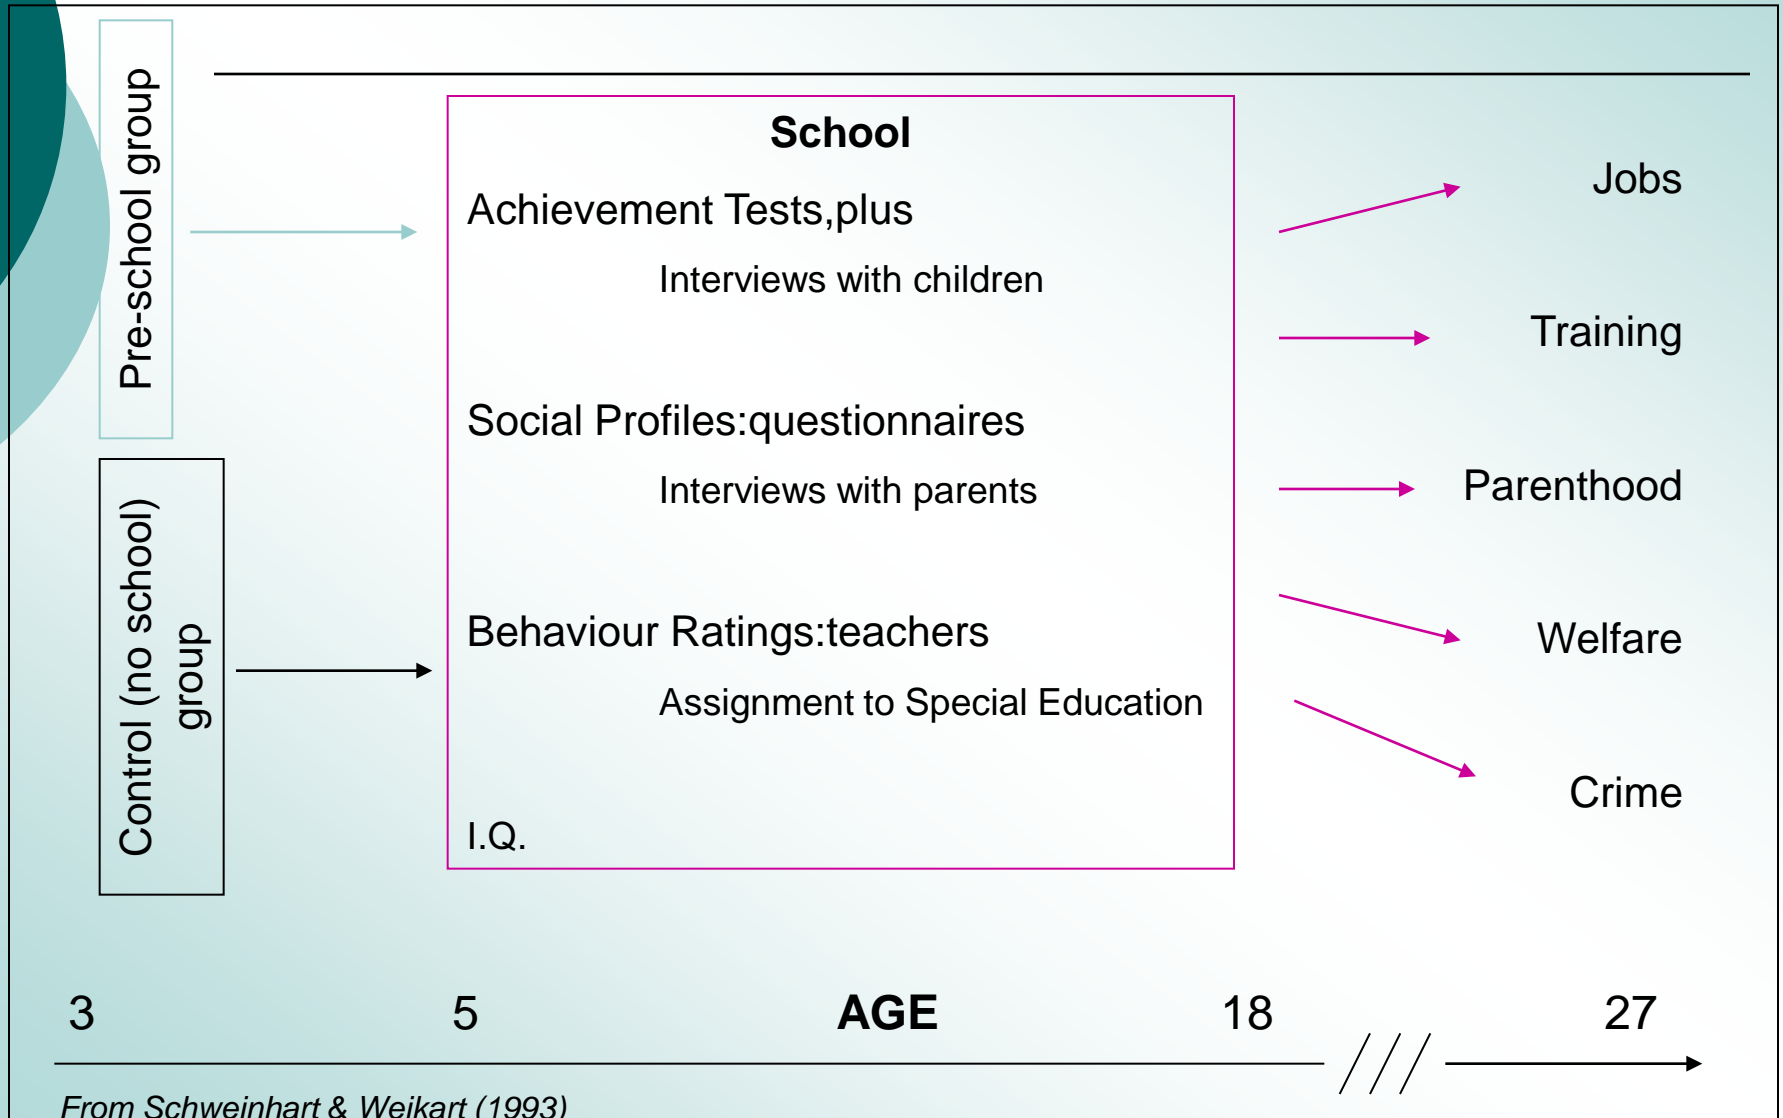 Pre-school group
Control (no school)
group
School
Achievement Tests,plus
Interviews with children
Social Profiles:questionnaires
Interviews with parents
Behaviour Ratings:teachers
Assignment to Special Education
I.Q.
Jobs
Training
Parenthood
Welfare
Crime
3 5 AGE 18 27
From Schweinhart & Weikart (1993)